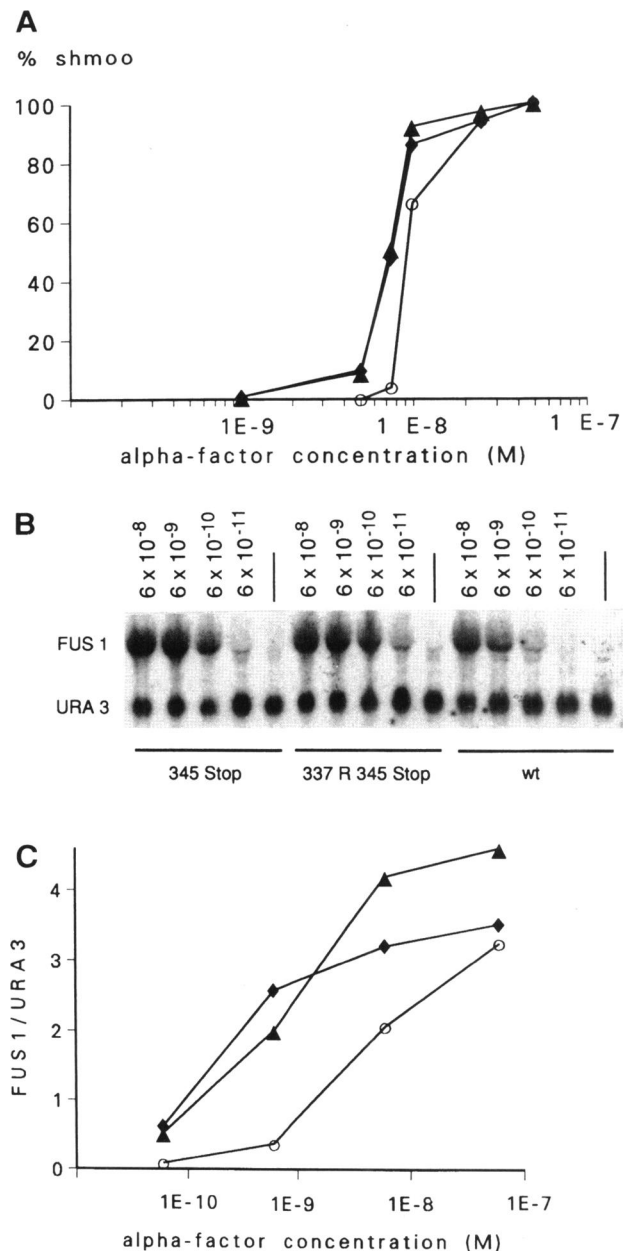 A
% shmoo
100
80
60
40
20
0
1E-9 1 E-8 1 E-7
alpha-factor concentration (M)
B
6 x 10-8 6 x 10-9 6 x 10-10 6 x 10-11 6 x 10-8 6 x 10-9 6 x 10-10 6 x 10-11 6 x 10-8 6 x 10-9 6 x 10-10 6 x 10-11
FUS 1
URA 3
345 Stop 337 R 345 Stop wt
C
FUS1/URA3
4
3
2
1
0
1E-10 1E-9 1E-8 1E-7
alpha-factor concentration (M)